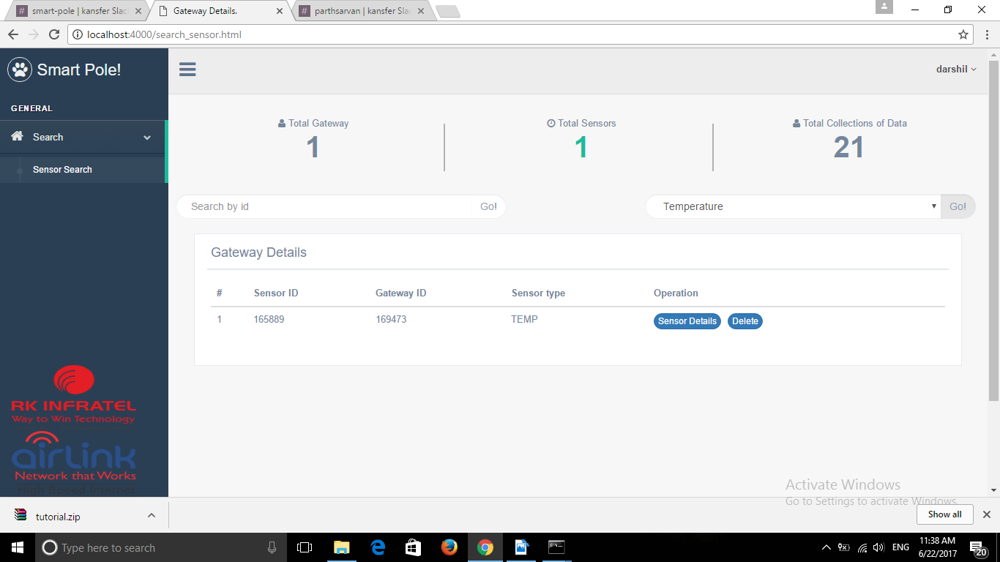 smart-pole | kansfer Slac
Gateway Details.
parthsarvan | kansfer Slac
localhost:4000/search_sensor.html
Smart Pole!
darshil
GENERAL
Search
Sensor Search
Total Gateway
1
Total Sensors
1
Total Collections of Data
21
Search by id Go!
Temperature Go!
Gateway Details
# Sensor ID Gateway ID Sensor type Operation
1 165889 169473 TEMP Sensor Details Delete
RK INFRATEL
Way to Win Technology
airlink
Network that Works
High Speed Internet
Activate Windows
Go to Settings to activate Windows.
tutorial.zip
Show all
Type here to search
ENG
11:38 AM
6/22/2017
20